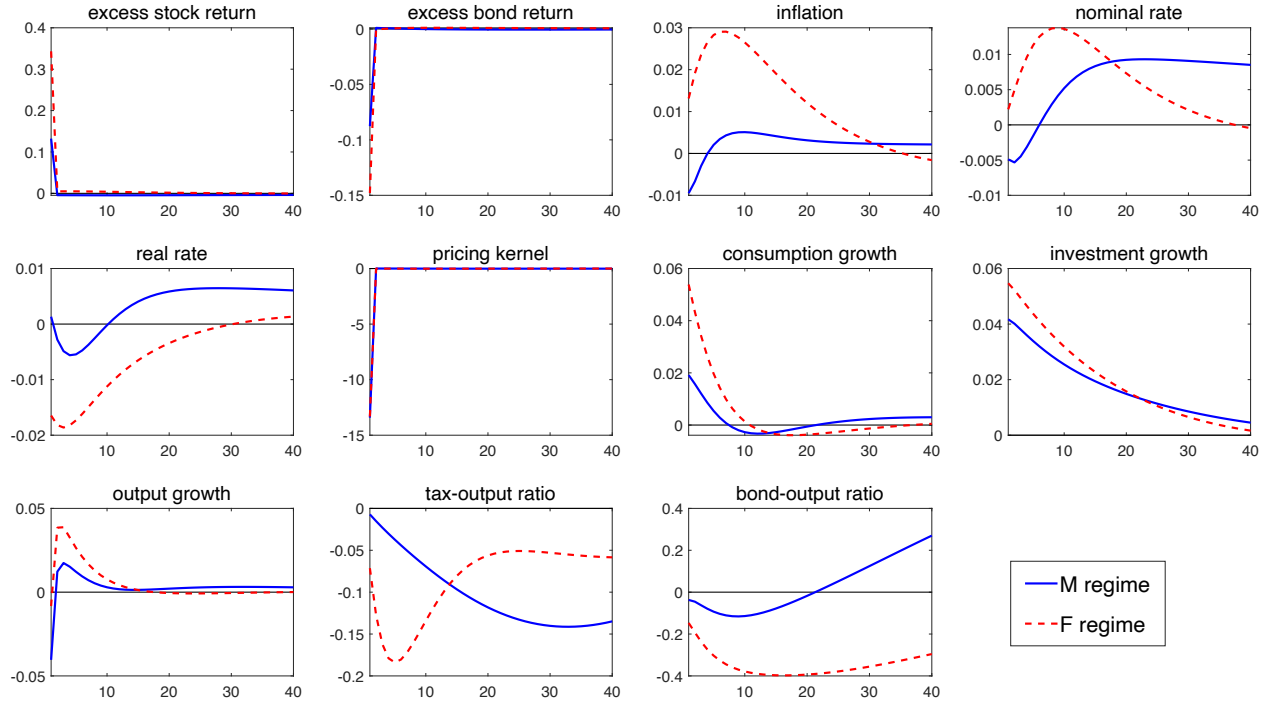 excess stock return
0.4
0.3
0.2
0.1
0
10 20 30 40
excess bond return
0
-0.05
-0.1
-0.15
10 20 30 40
inflation
0.03
0.02
0.01
0
-0.01
10 20 30 40
nominal rate
0.01
0.005
0
-0.005
-0.01
10 20 30 40
real rate
0.01
0
-0.01
-0.02
10 20 30 40
pricing kernel
0
-5
-10
-15
10 20 30 40
consumption growth
0.06
0.04
0.02
0
10 20 30 40
investment growth
0.06
0.04
0.02
0
10 20 30 40
output growth
0.05
0
-0.05
10 20 30 40
tax-output ratio
0
-0.05
-0.1
-0.15
-0.2
10 20 30 40
bond-output ratio
0.4
0.2
0
-0.2
-0.4
10 20 30 40
M regime
F regime